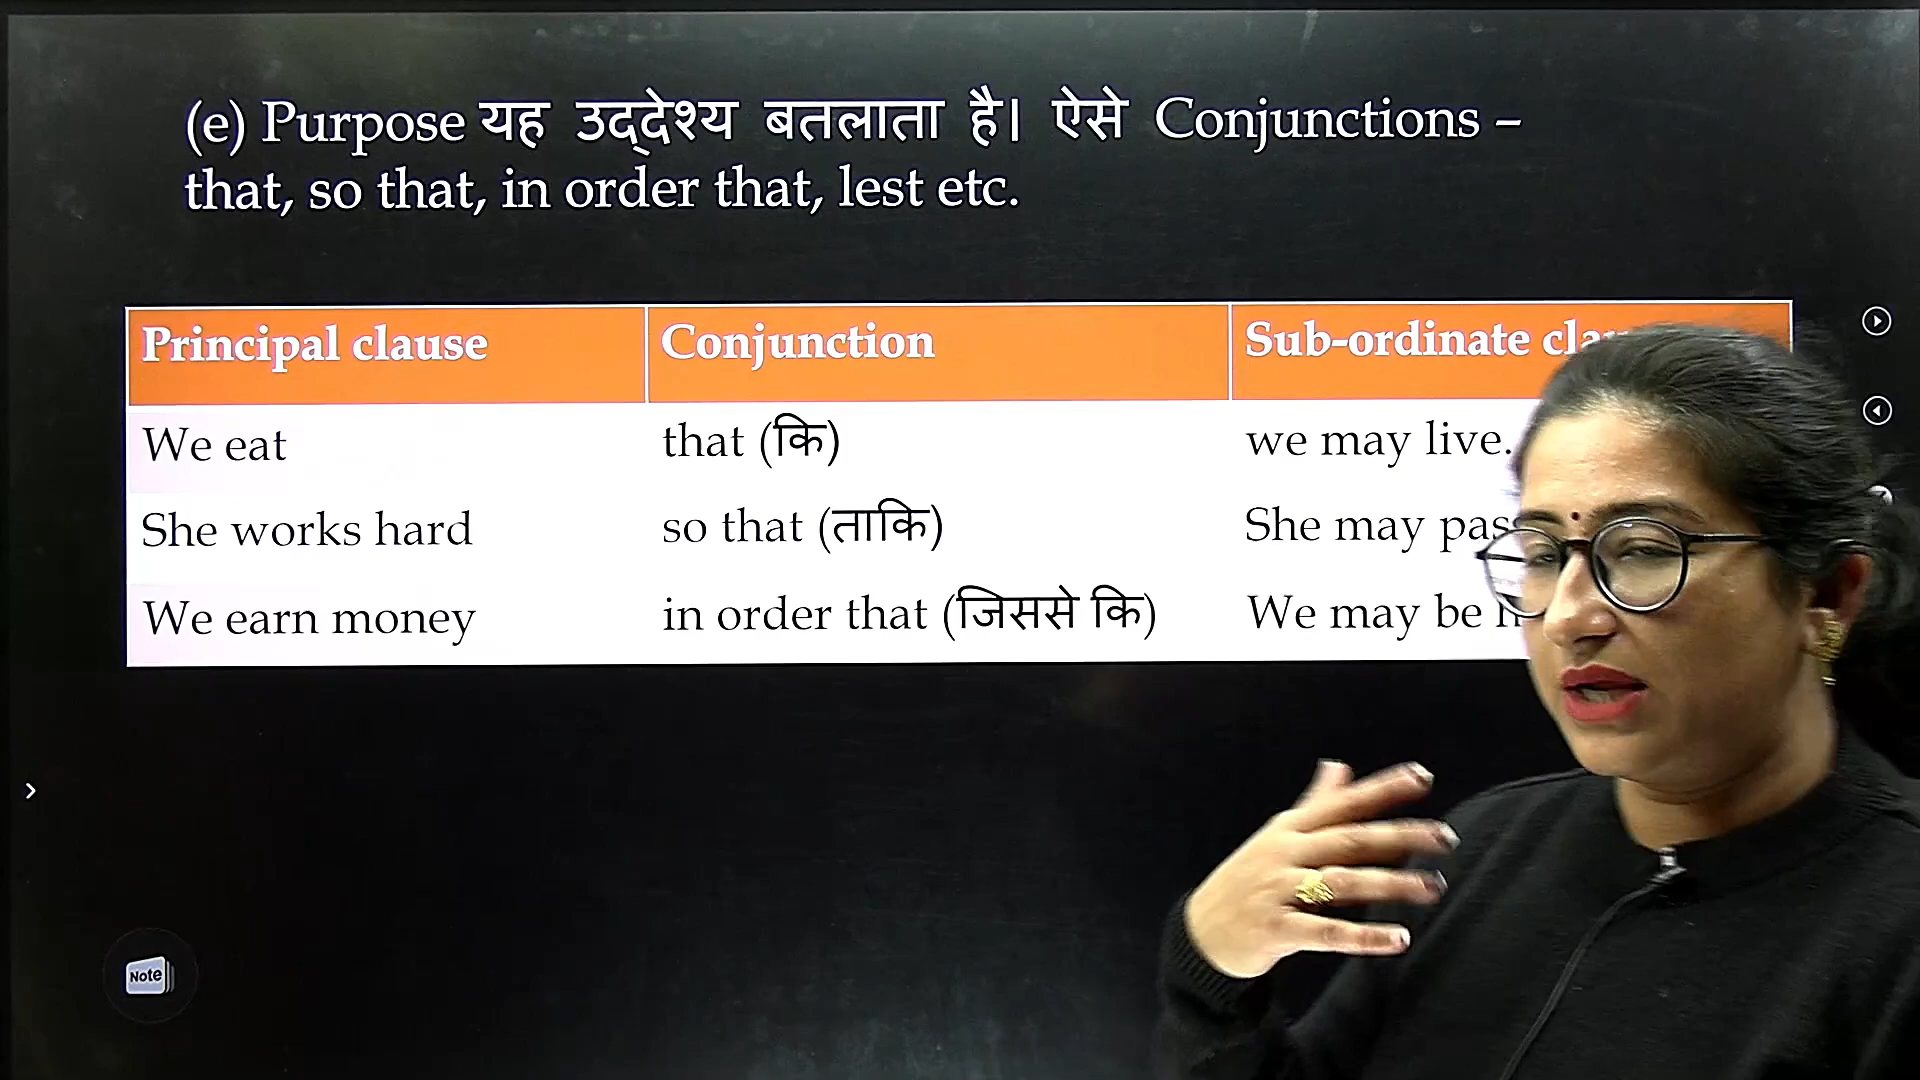 (e) Purpose यह उद्देश्य बतलाता है। ऐसे Conjunctions –
that, so that, in order that, lest etc.
Principal clause Conjunction Sub-ordinate
We eat that (कि) we may live.
She works hard so that (ताकि) She may
We earn money in order that (जिससे कि) We may be
Note